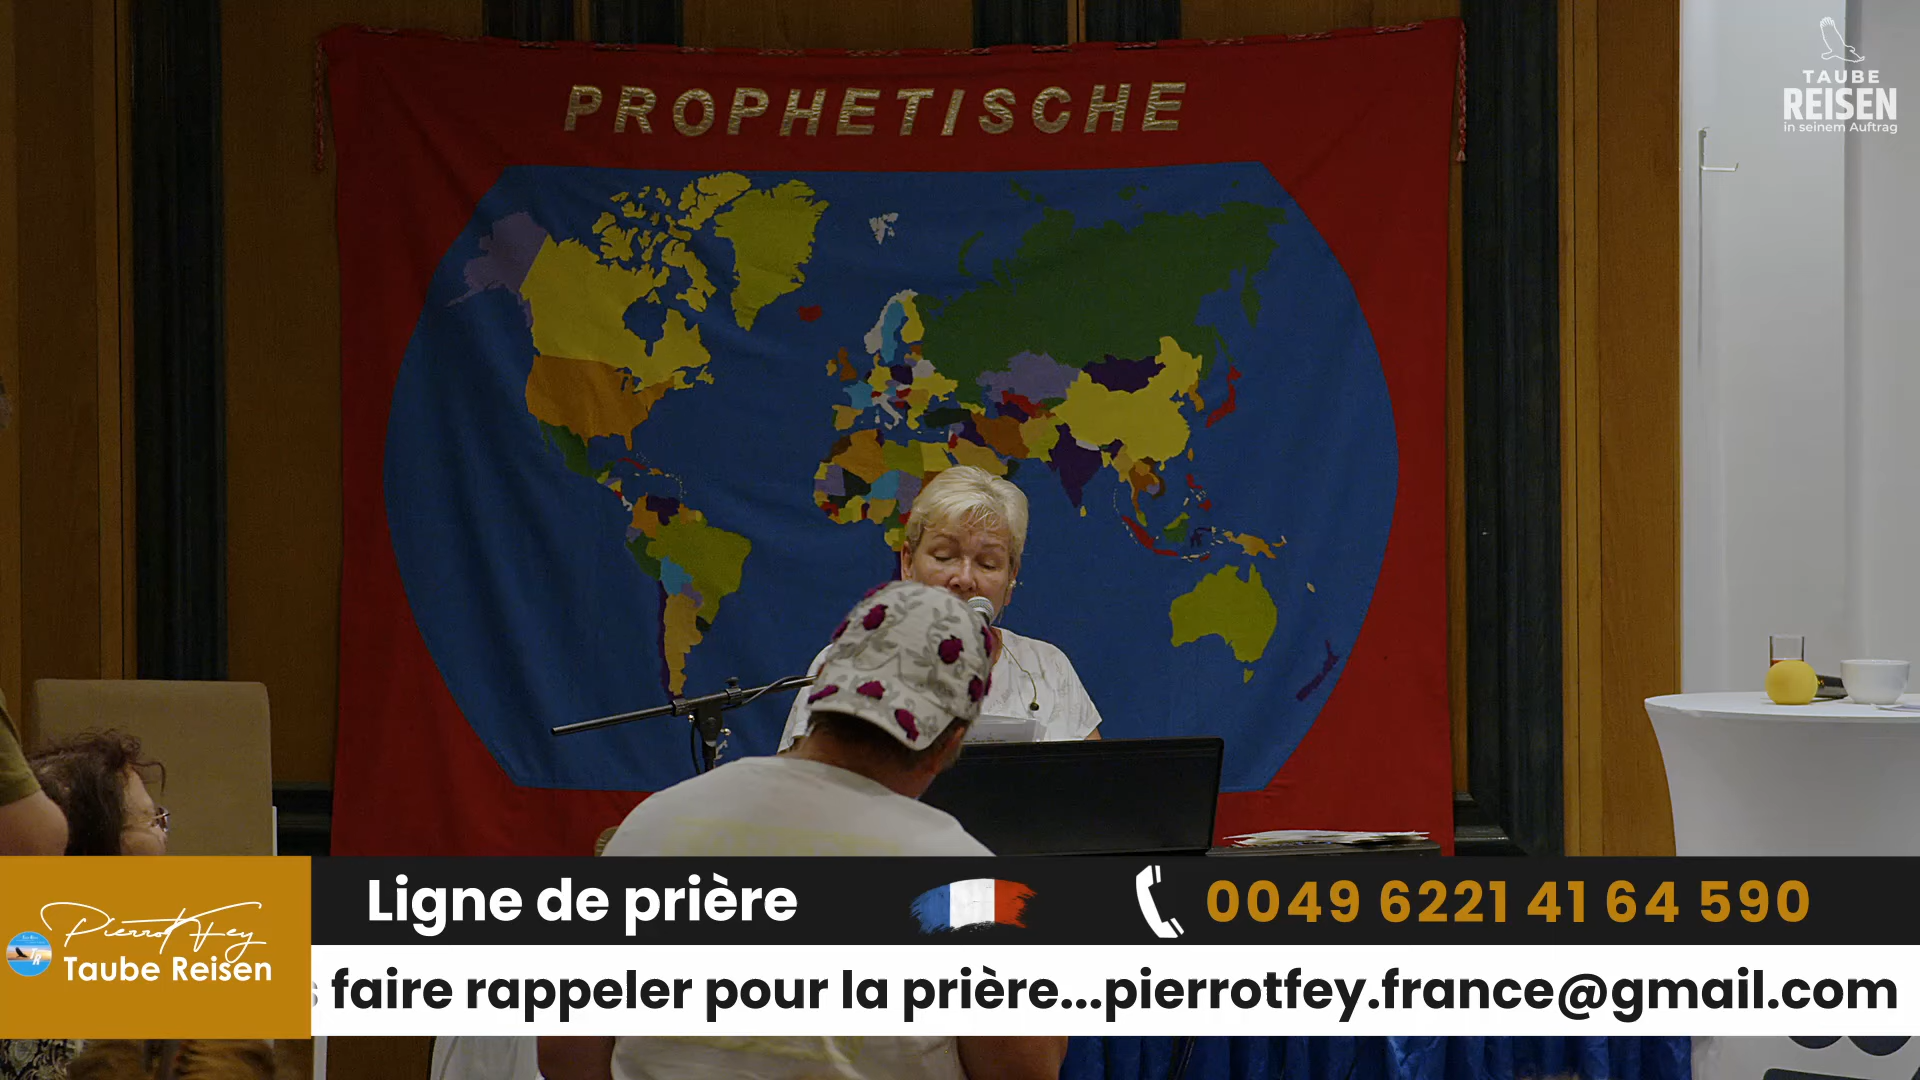 PROPHETISCHE
TAUBE
REISEN
in seinem Auftrag
Ligne de prière
0049 6221 41 64 590
Pierrot Fey
Taube Reisen
faire rappeler pour la prière...pierrotfey.france@gmail.com